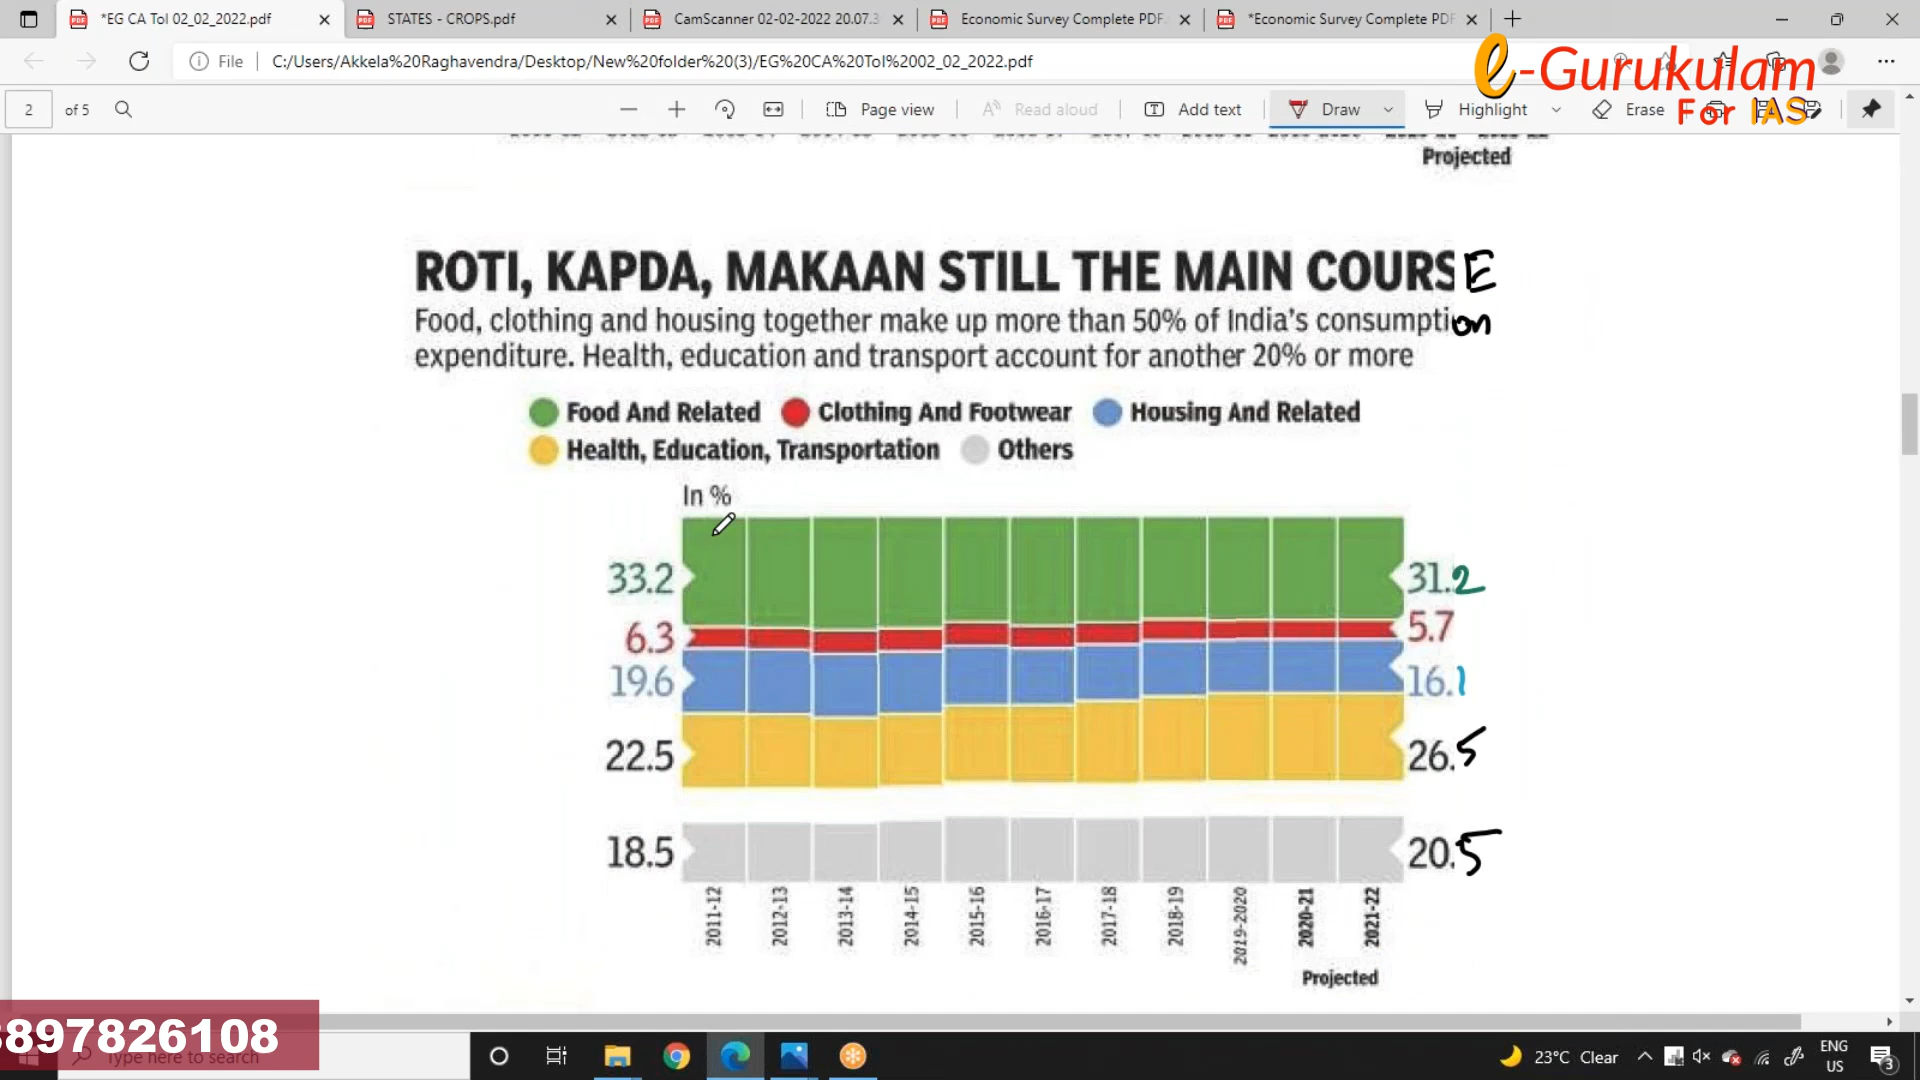 *EG CA ToI 02_02_2022.pdf
STATES - CROPS.pdf
CamScanner 02-02-2022 20.07.3
Economic Survey Complete PDF
*Economic Survey Complete PDF
File
C:/Users/Akkela%20Raghavendra/Desktop/New%20folder%20(3)/EG%20CA%20ToI%2002_02_2022.pdf
e-Gurukulam
For IAS
2 of 5
Page view
Read aloud
Add text
Draw
Highlight
Erase
Projected
ROTI, KAPDA, MAKAAN STILL THE MAIN COURSE
Food, clothing and housing together make up more than 50% of India's consumption
expenditure. Health, education and transport account for another 20% or more
Food And Related Clothing And Footwear Housing And Related
Health, Education, Transportation Others
In %
33.2 31.2
6.3 5.7
19.6 16.1
22.5 26.5
18.5 20.5
2011-12 2012-13 2013-14 2014-15 2015-16 2016-17 2017-18 2018-19 2019-2020 2020-21 2021-22
Projected
897826108
Type here to search
23°C Clear
ENG
US
3